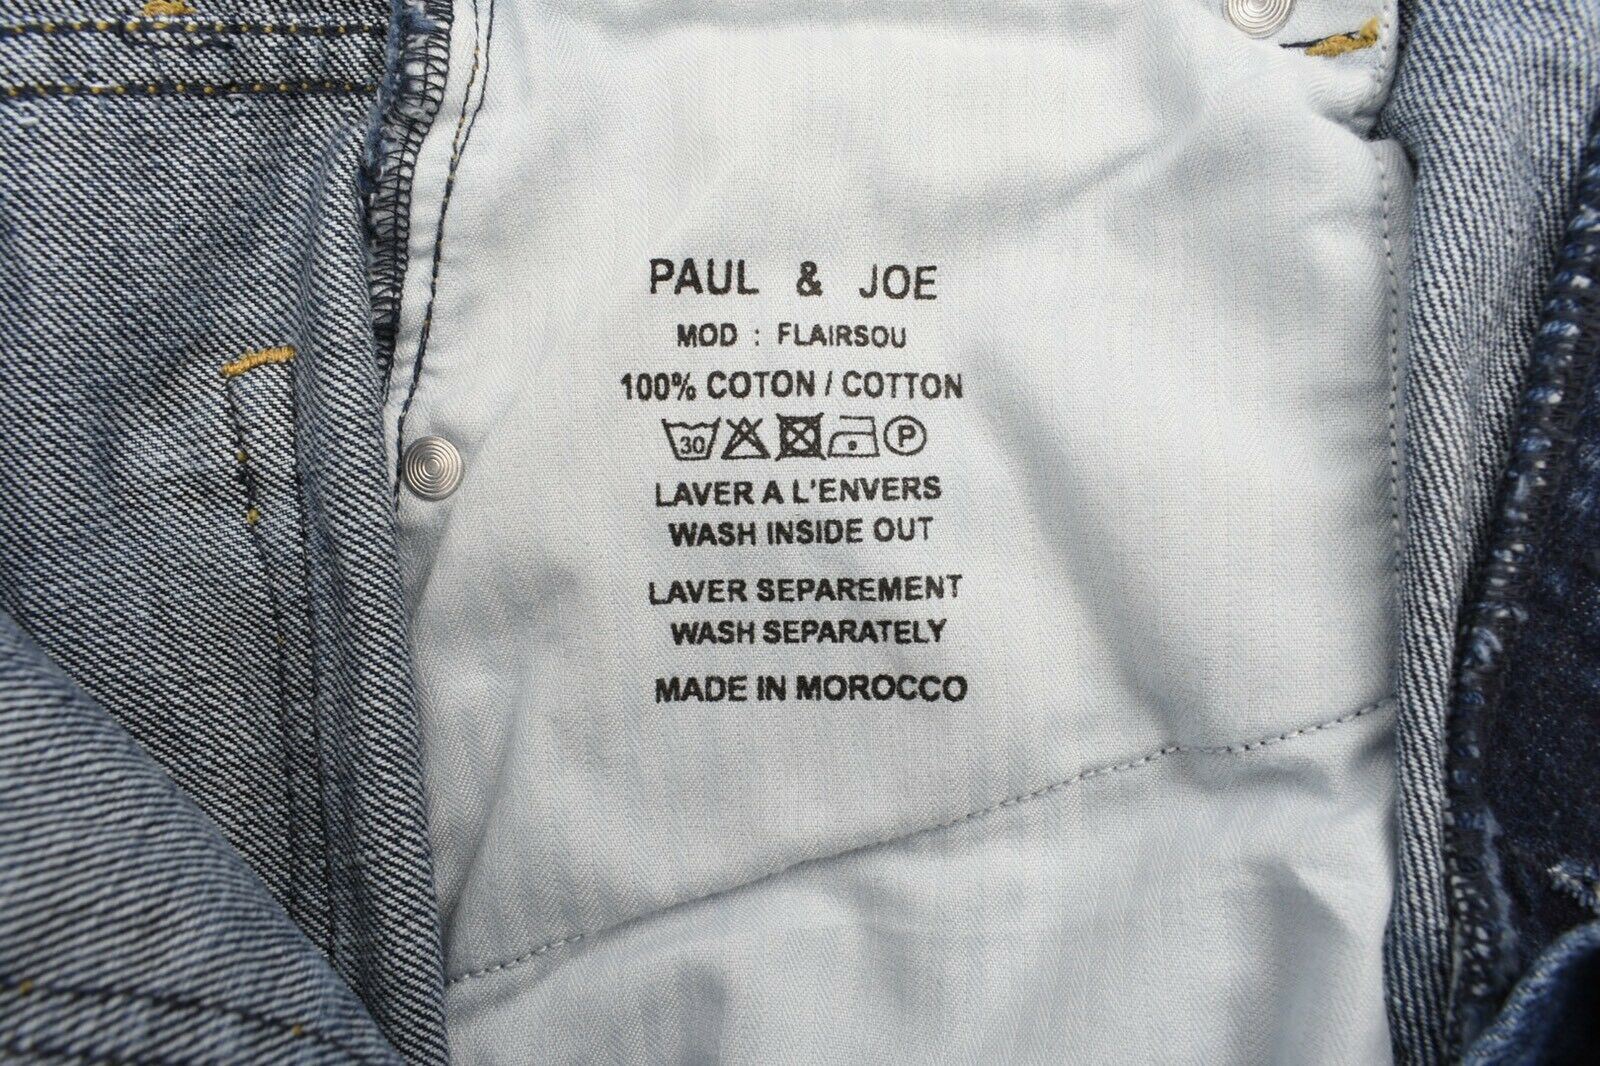 PAUL & JOE
MOD : FLAIRSOU
100% COTON / COTTON
30 P
LAVER A L'ENVERS
WASH INSIDE OUT
LAVER SEPAREMENT
WASH SEPARATELY
MADE IN MOROCCO